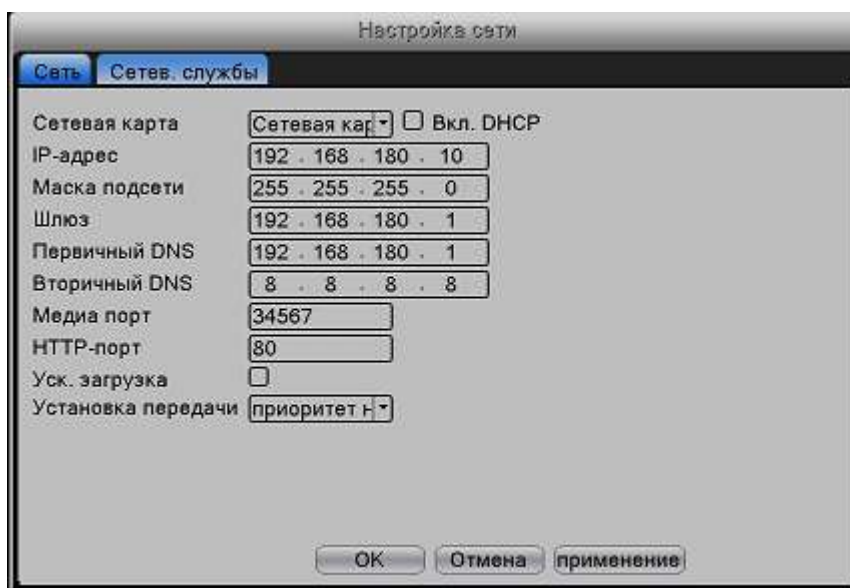 Настройка сети
Сеть Сетев. службы
Сетевая карта Сетевая кар Вкл. DHCP
IP-адрес 192 . 168 . 180 . 10
Маска подсети 255 . 255 . 255 . 0
Шлюз 192 . 168 . 180 . 1
Первичный DNS 192 . 168 . 180 . 1
Вторичный DNS 8 . 8 . 8 . 8
Медиа порт 34567
HTTP-порт 80
Уск. загрузка
Установка передачи приоритет н
OK Отмена применение